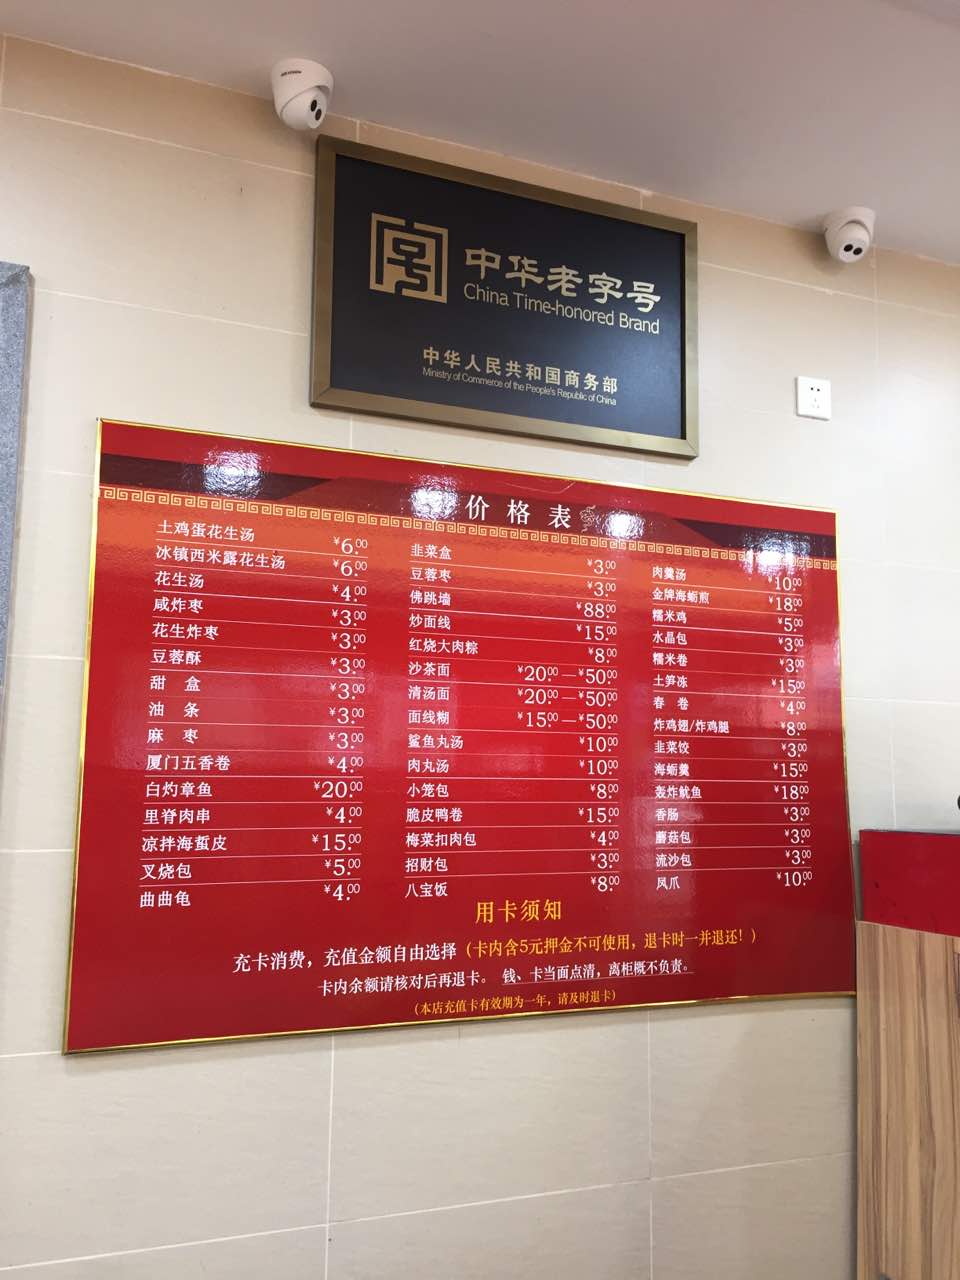 HIKVISION
中华老字号
China Time-honored Brand
中华人民共和国商务部
Ministry of Commerce of the People's Republic of China
价格表
土鸡蛋花生汤 ¥6.00
冰镇西米露花生汤 ¥6.00
花生汤 ¥4.00
咸炸枣 ¥3.00
花生炸枣 ¥3.00
豆蓉酥 ¥3.00
甜 盒 ¥3.00
油 条 ¥3.00
麻 枣 ¥3.00
厦门五香卷 ¥4.00
白灼章鱼 ¥20.00
里脊肉串 ¥4.00
凉拌海蜇皮 ¥15.00
叉烧包 ¥5.00
曲曲龟 ¥4.00
韭菜盒 ¥3.00
豆蓉枣 ¥3.00
佛跳墙 ¥88.00
炒面线 ¥15.00
红烧大肉粽 ¥8.00
沙茶面 ¥20.00—¥50.00
清汤面 ¥20.00—¥50.00
面线糊 ¥15.00—¥50.00
鲨鱼丸汤 ¥10.00
肉丸汤 ¥10.00
小笼包 ¥8.00
脆皮鸭卷 ¥15.00
梅菜扣肉包 ¥4.00
招财包 ¥3.00
八宝饭 ¥8.00
肉羹汤 ¥10.00
金牌海蛎煎 ¥18.00
糯米鸡 ¥5.00
水晶包 ¥3.00
糯米卷 ¥3.00
土笋冻 ¥15.00
春 卷 ¥4.00
炸鸡翅/炸鸡腿 ¥8.00
韭菜饺 ¥3.00
海蛎羹 ¥15.00
轰炸鱿鱼 ¥18.00
香肠 ¥3.00
蘑菇包 ¥3.00
流沙包 ¥3.00
凤爪 ¥10.00
用卡须知
充卡消费，充值金额自由选择（卡内含5元押金不可使用，退卡时一并退还！）
卡内余额请核对后再退卡。 钱、卡当面点清，离柜概不负责。
（本店充值卡有效期为一年，请及时退卡）